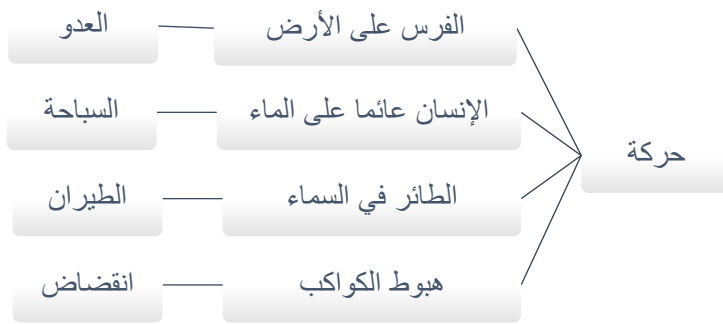 حركة
الفرس على الأرض
العدو
الإنسان عائما على الماء
السباحة
الطائر في السماء
الطيران
هبوط الكواكب
انقضاض